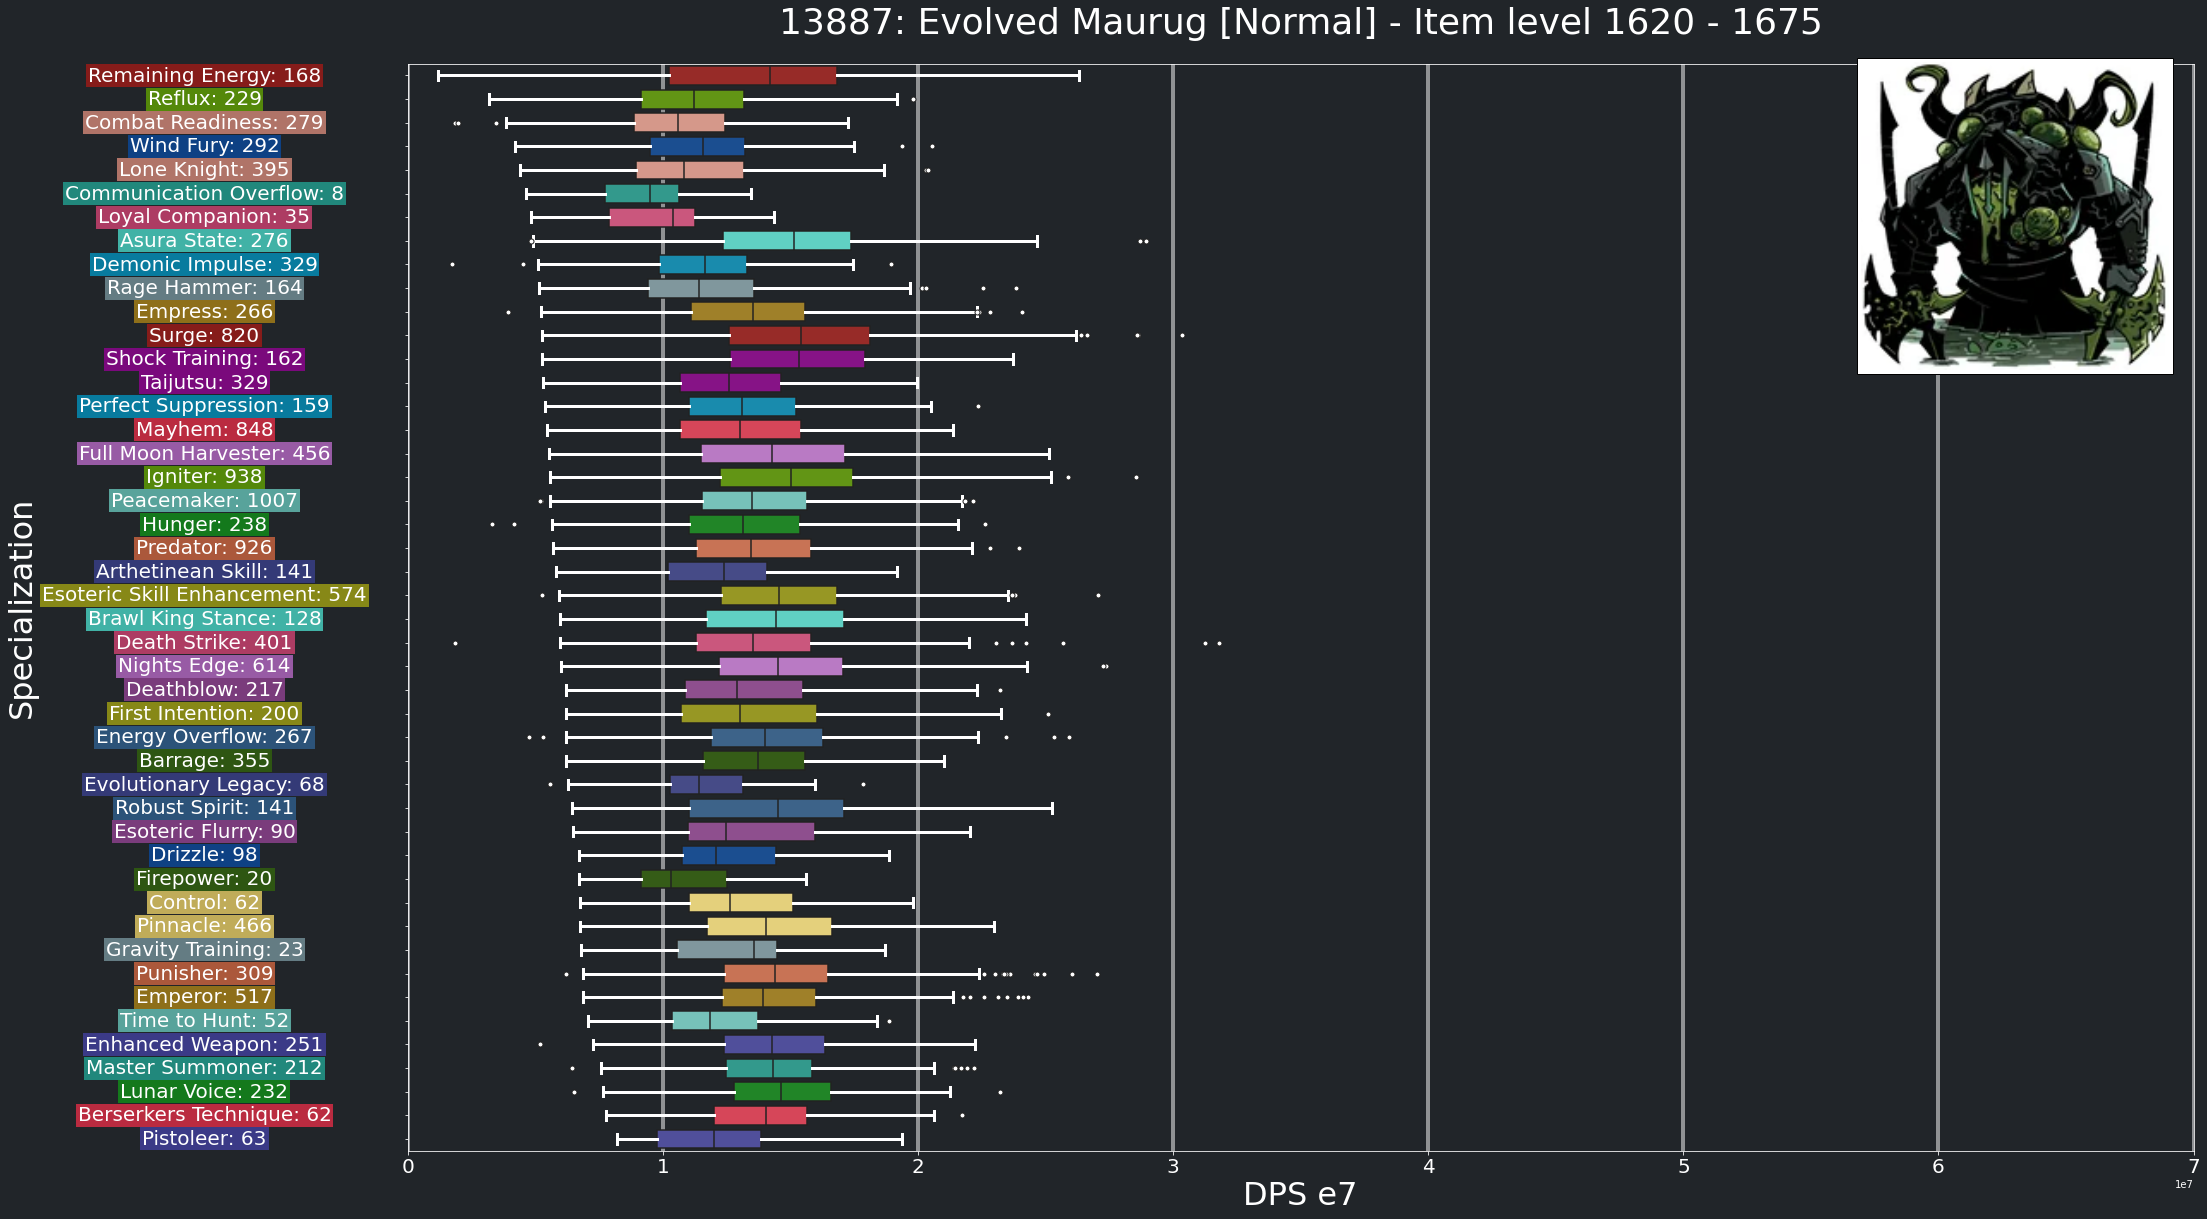 13887: Evolved Maurug [Normal] - Item level 1620 - 1675
Remaining Energy: 168
Reflux: 229
Combat Readiness: 279
Wind Fury: 292
Lone Knight: 395
Communication Overflow: 8
Loyal Companion: 35
Asura State: 276
Demonic Impulse: 329
Rage Hammer: 164
Empress: 266
Surge: 820
Shock Training: 162
Taijutsu: 329
Perfect Suppression: 159
Mayhem: 848
Full Moon Harvester: 456
Igniter: 938
Peacemaker: 1007
Hunger: 238
Predator: 926
Arthetinean Skill: 141
Esoteric Skill Enhancement: 574
Brawl King Stance: 128
Death Strike: 401
Nights Edge: 614
Deathblow: 217
First Intention: 200
Energy Overflow: 267
Barrage: 355
Evolutionary Legacy: 68
Robust Spirit: 141
Esoteric Flurry: 90
Drizzle: 98
Firepower: 20
Control: 62
Pinnacle: 466
Gravity Training: 23
Punisher: 309
Emperor: 517
Time to Hunt: 52
Enhanced Weapon: 251
Master Summoner: 212
Lunar Voice: 232
Berserkers Technique: 62
Pistoleer: 63
Specialization
0 1 2 3 4 5 6 7
1e7
DPS e7